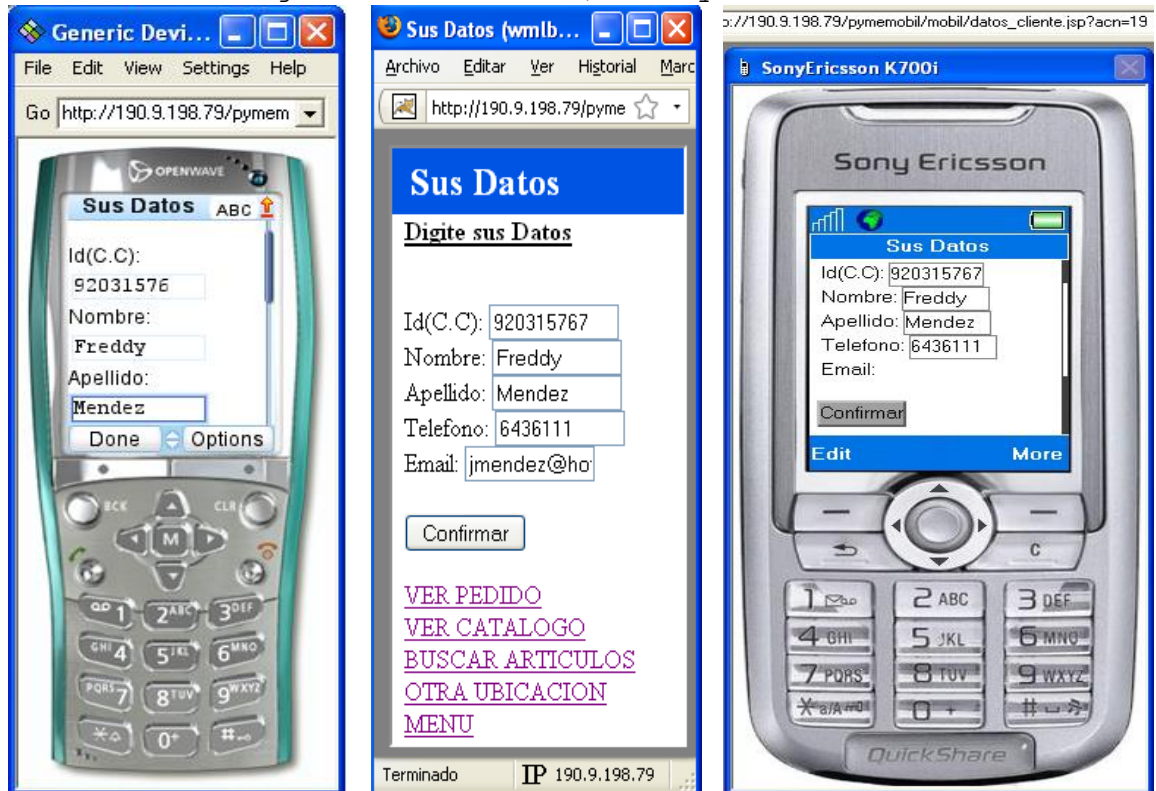 Generic Devi...
File Edit View Settings Help
Go http://190.9.198.79/pymem
OPENWAVE
Sus Datos ABC
Id(C.C):
92031576
Nombre:
Freddy
Apellido:
Mendez
Done Options
BCK CLR
M
1 2ABC 3DEF
GHI4 5JKL 6MNO
PQRS7 8TUV 9WXYZ
* 0+ #
Sus Datos (wmlb...
Archivo Editar Ver Historial Marc
http://190.9.198.79/pyme
Sus Datos
Digite sus Datos
Id(C.C): 920315767
Nombre: Freddy
Apellido: Mendez
Telefono: 6436111
Email: jmendez@ho
Confirmar
VER PEDIDO
VER CATALOGO
BUSCAR ARTICULOS
OTRA UBICACION
MENU
Terminado IP 190.9.198.79
://190.9.198.79/pymemobil/mobil/datos_cliente.jsp?acn=19
SonyEricsson K700i
Sony Ericsson
Sus Datos
Id(C.C): 920315767
Nombre: Freddy
Apellido: Mendez
Telefono: 6436111
Email:
Confirmar
Edit More
C
1 2 ABC 3 DEF
4 GHI 5 JKL 6 MNO
7 PQRS 8 TUV 9 WXYZ
* a/A 0 + #
QuickShare